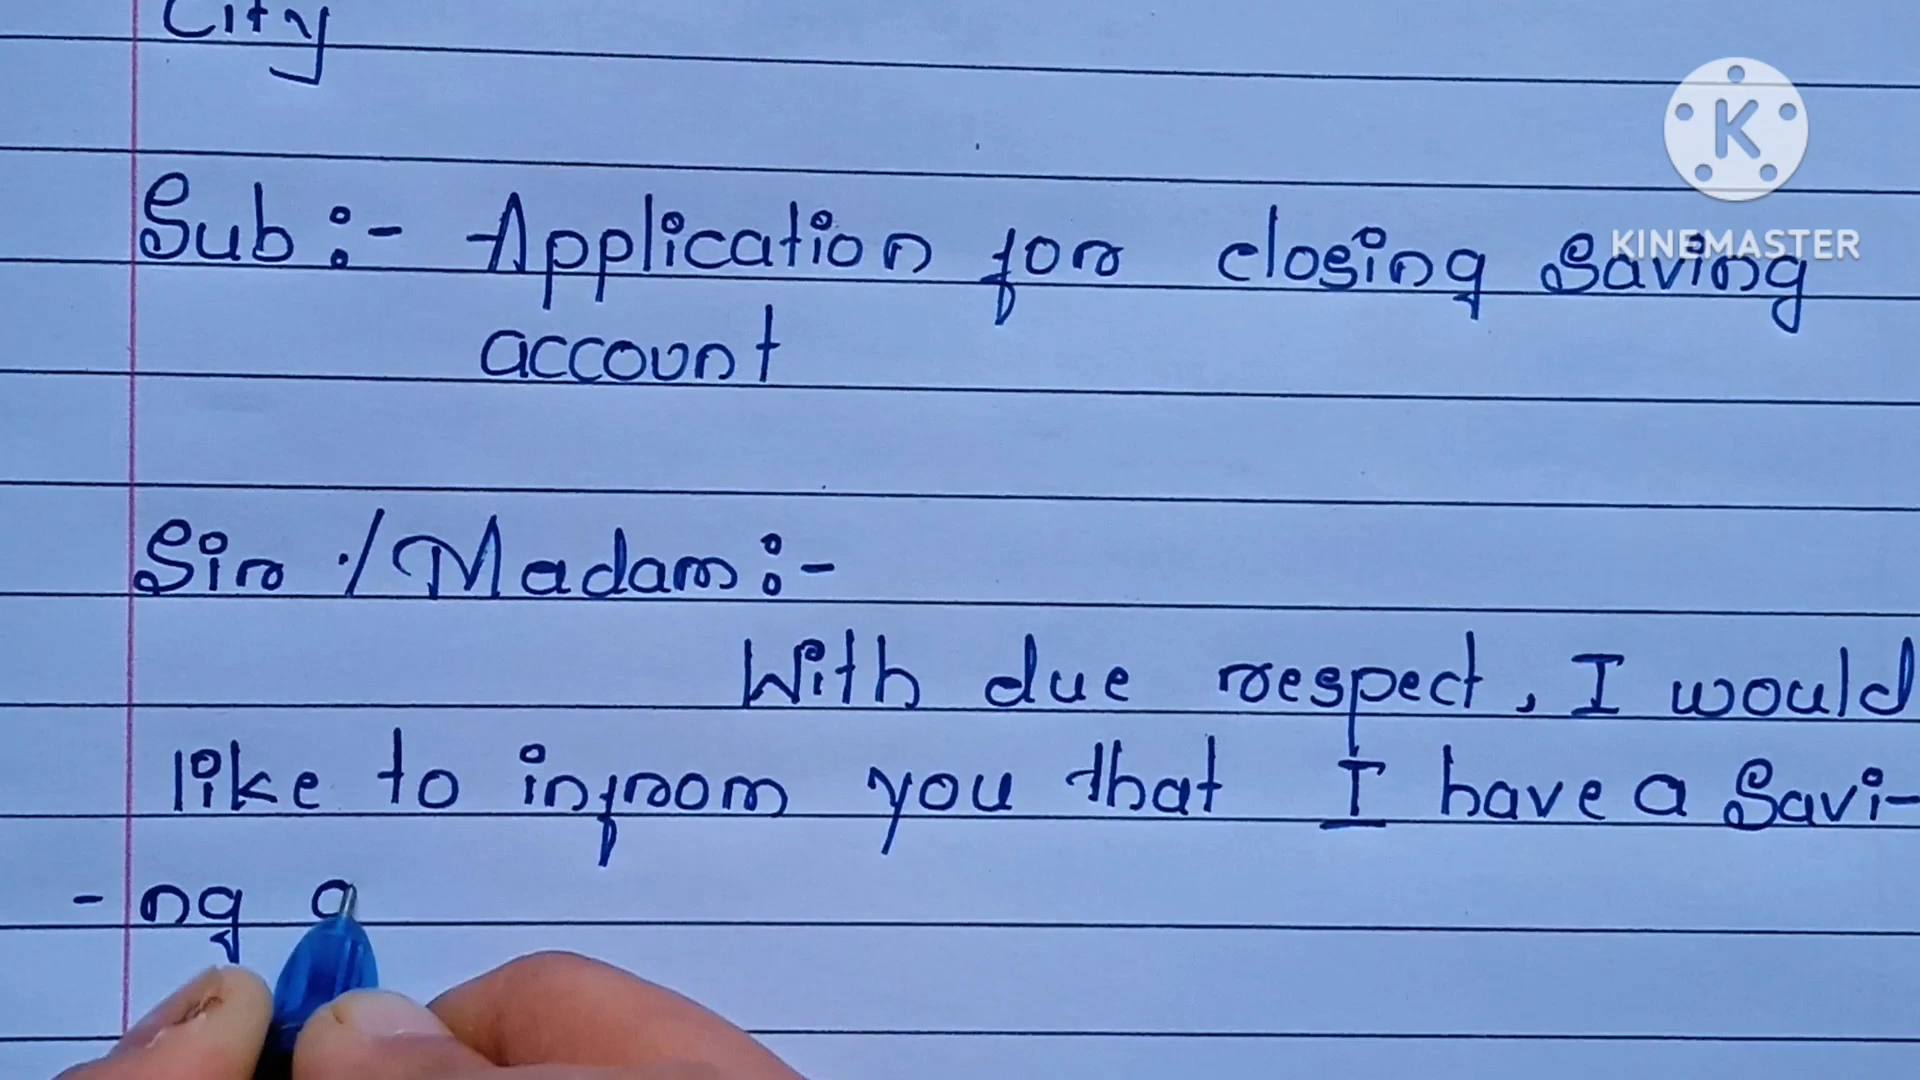 City
K
KINEMASTER
Sub :- Application for closing saving
account
Sir ./Madam :-
With due respect, I would
like to infrom you that I have a Savi-
- ng a